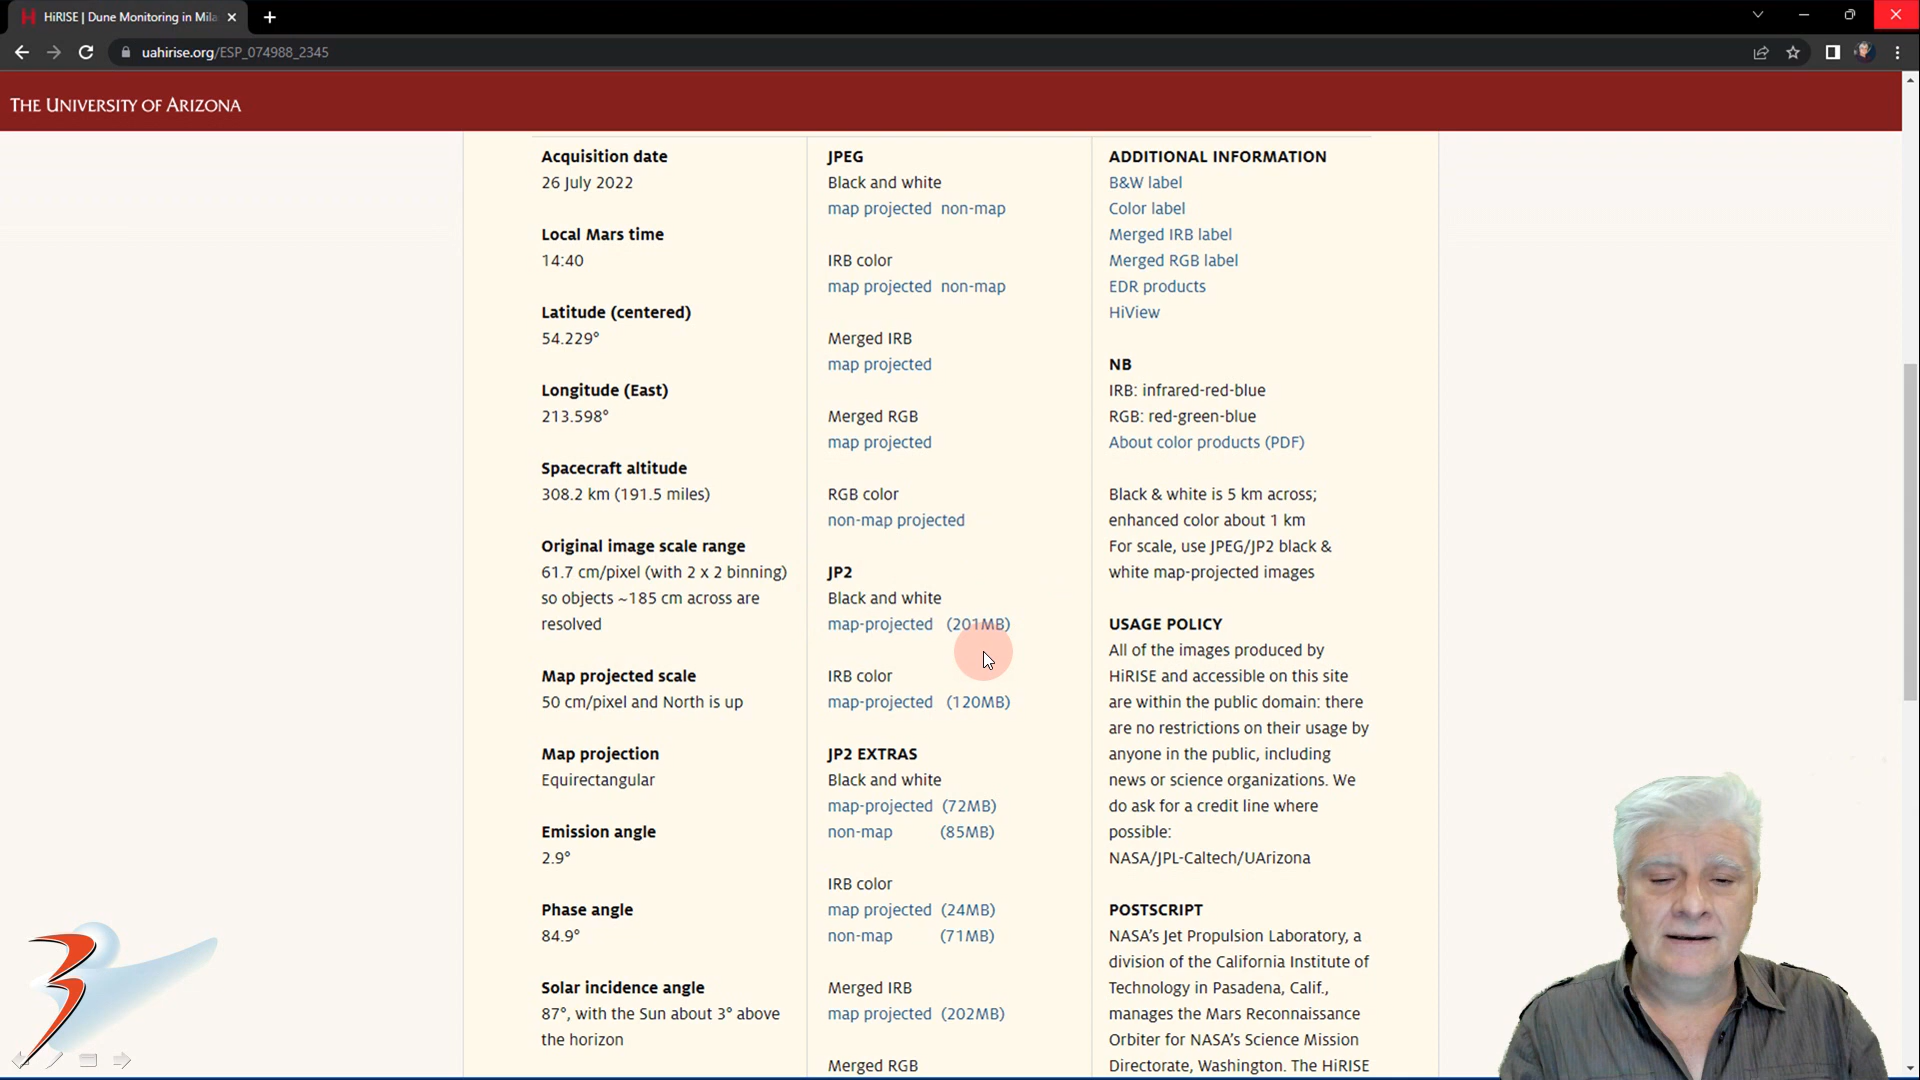 HiRISE | Dune Monitoring in Mila
uahirise.org/ESP_074988_2345
THE UNIVERSITY OF ARIZONA
Acquisition date
26 July 2022
Local Mars time
14:40
Latitude (centered)
54.229°
Longitude (East)
213.598°
Spacecraft altitude
308.2 km (191.5 miles)
Original image scale range
61.7 cm/pixel (with 2 x 2 binning)
so objects ~185 cm across are
resolved
Map projected scale
50 cm/pixel and North is up
Map projection
Equirectangular
Emission angle
2.9°
Phase angle
84.9°
Solar incidence angle
87°, with the Sun about 3° above
the horizon
JPEG
Black and white
map projected non-map
IRB color
map projected non-map
Merged IRB
map projected
Merged RGB
map projected
RGB color
non-map projected
JP2
Black and white
map-projected (201MB)
IRB color
map-projected (120MB)
JP2 EXTRAS
Black and white
map-projected (72MB)
non-map (85MB)
IRB color
map projected (24MB)
non-map (71MB)
Merged IRB
map projected (202MB)
Merged RGB
ADDITIONAL INFORMATION
B&W label
Color label
Merged IRB label
Merged RGB label
EDR products
HiView
NB
IRB: infrared-red-blue
RGB: red-green-blue
About color products (PDF)
Black & white is 5 km across;
enhanced color about 1 km
For scale, use JPEG/JP2 black &
white map-projected images
USAGE POLICY
All of the images produced by
HiRISE and accessible on this site
are within the public domain: there
are no restrictions on their usage by
anyone in the public, including
news or science organizations. We
do ask for a credit line where
possible:
NASA/JPL-Caltech/UArizona
POSTSCRIPT
NASA's Jet Propulsion Laboratory, a
division of the California Institute of
Technology in Pasadena, Calif.,
manages the Mars Reconnaissance
Orbiter for NASA's Science Mission
Directorate, Washington. The HiRISE